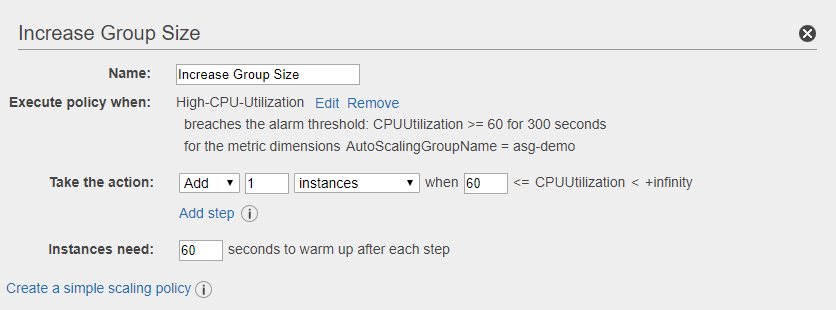 Increase Group Size
Name: Increase Group Size
Execute policy when: High-CPU-Utilization Edit Remove
breaches the alarm threshold: CPUUtilization >= 60 for 300 seconds
for the metric dimensions AutoScalingGroupName = asg-demo
Take the action: Add 1 instances when 60 <= CPUUtilization < +infinity
Add step i
Instances need: 60 seconds to warm up after each step
Create a simple scaling policy i